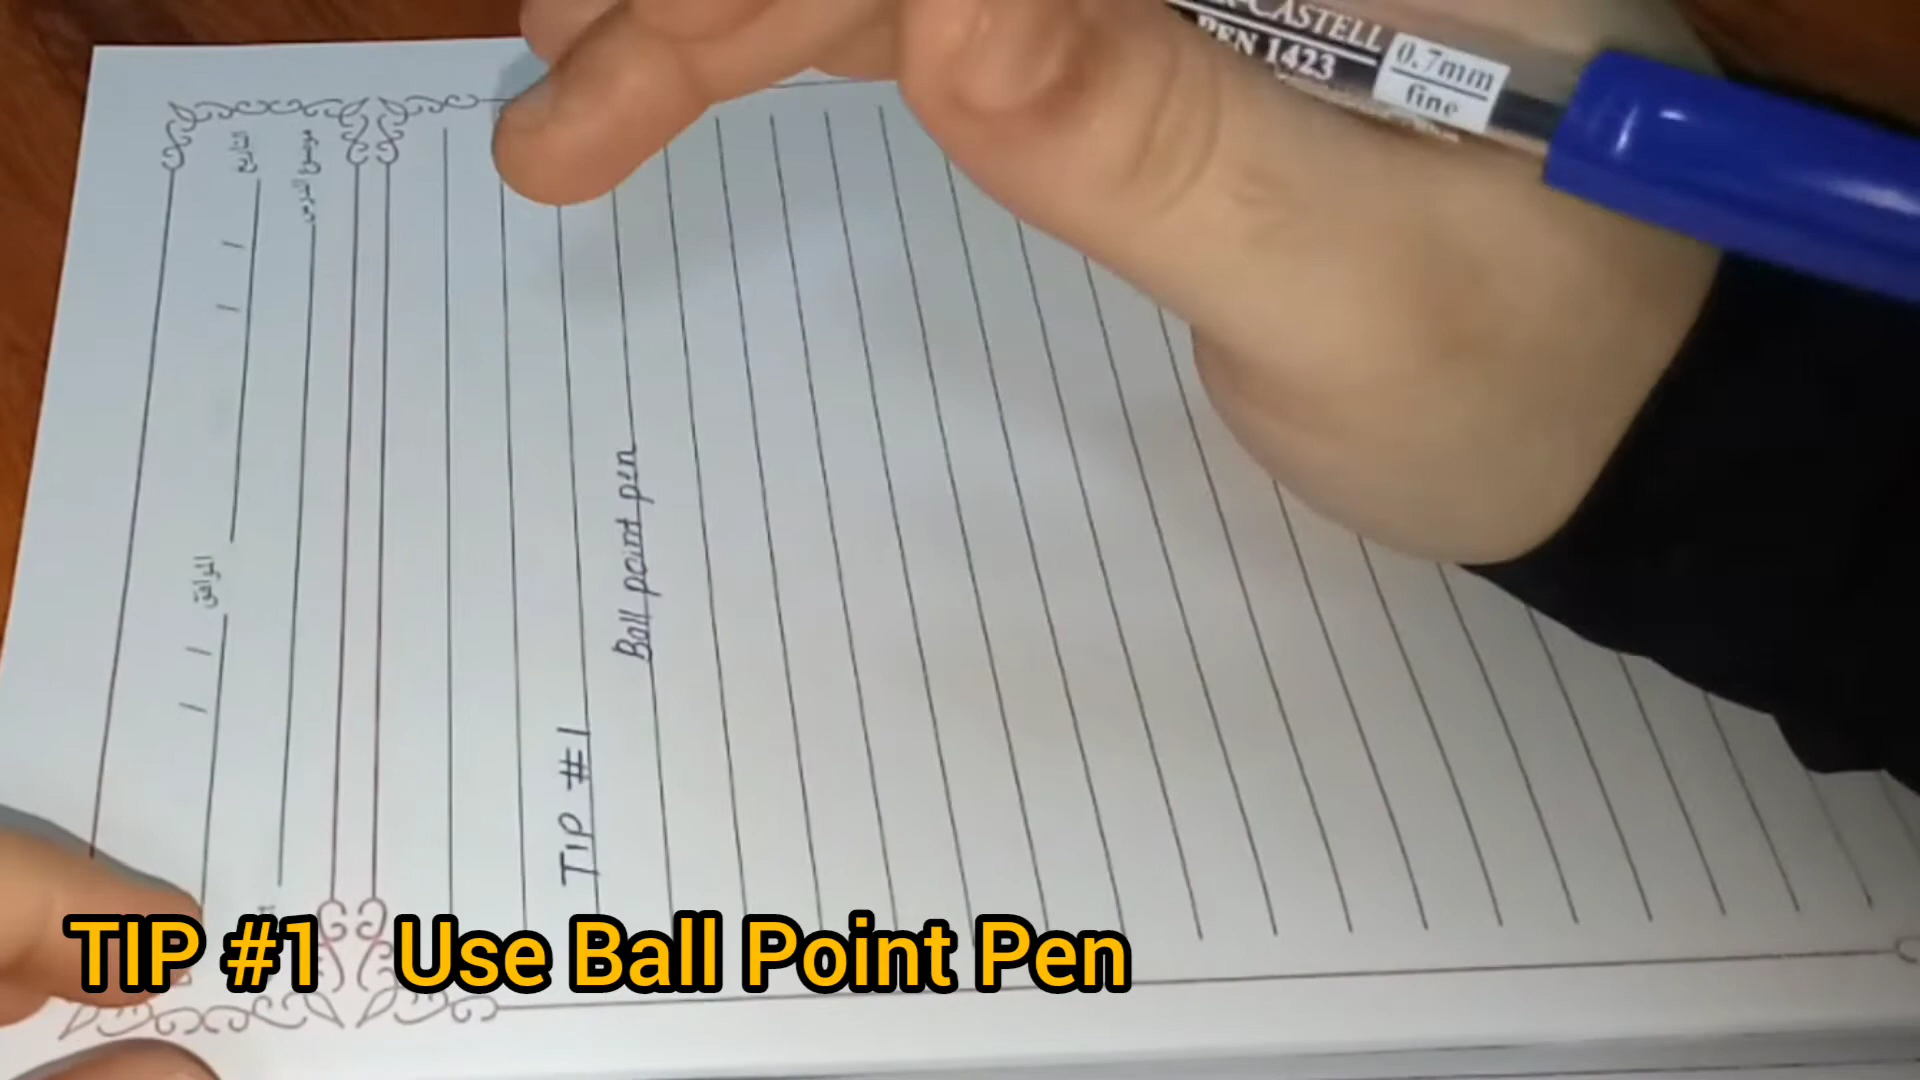 CASTELL
PEN 1423
0.7mm
fine
التاريخ / /
الموافق / /
موضوع الدرس
TIP #1
Ball point pen
TIP #1 Use Ball Point Pen